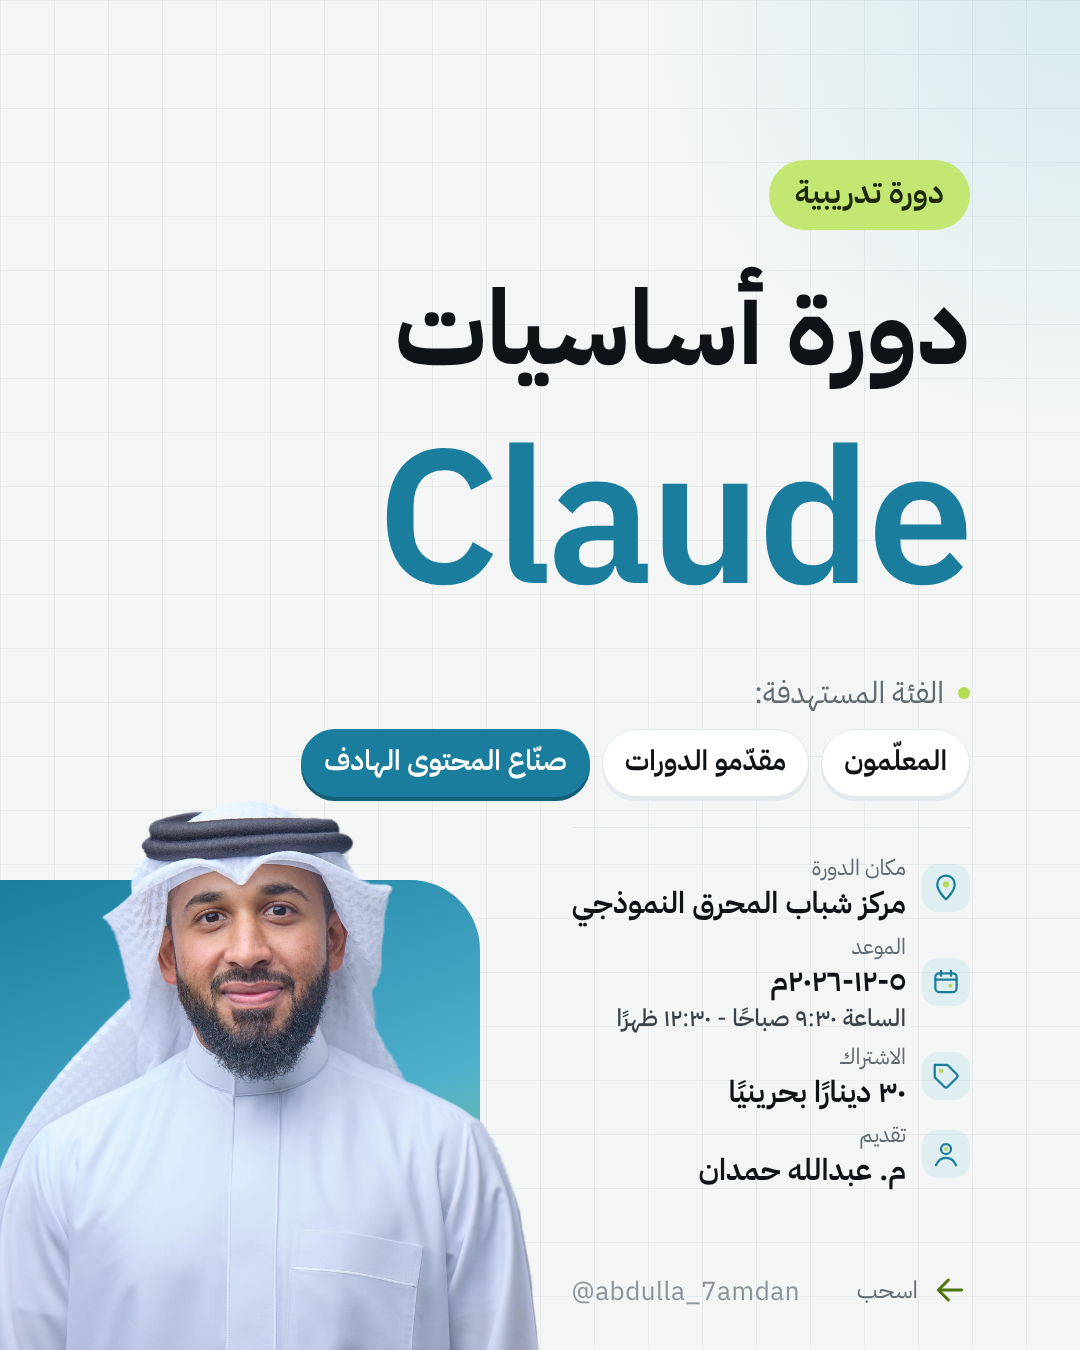 دورة تدريبية
دورة أساسيات
Claude
الفئة المستهدفة:
المعلّمون
مقدّمو الدورات
صنّاع المحتوى الهادف
مكان الدورة
مركز شباب المحرق النموذجي
الموعد
٥-١٢-٢٠٢٦م
الساعة ٩:٣٠ صباحًا - ١٢:٣٠ ظهرًا
الاشتراك
٣٠ دينارًا بحرينيًا
تقديم
م. عبدالله حمدان
اسحب
@abdulla_7amdan